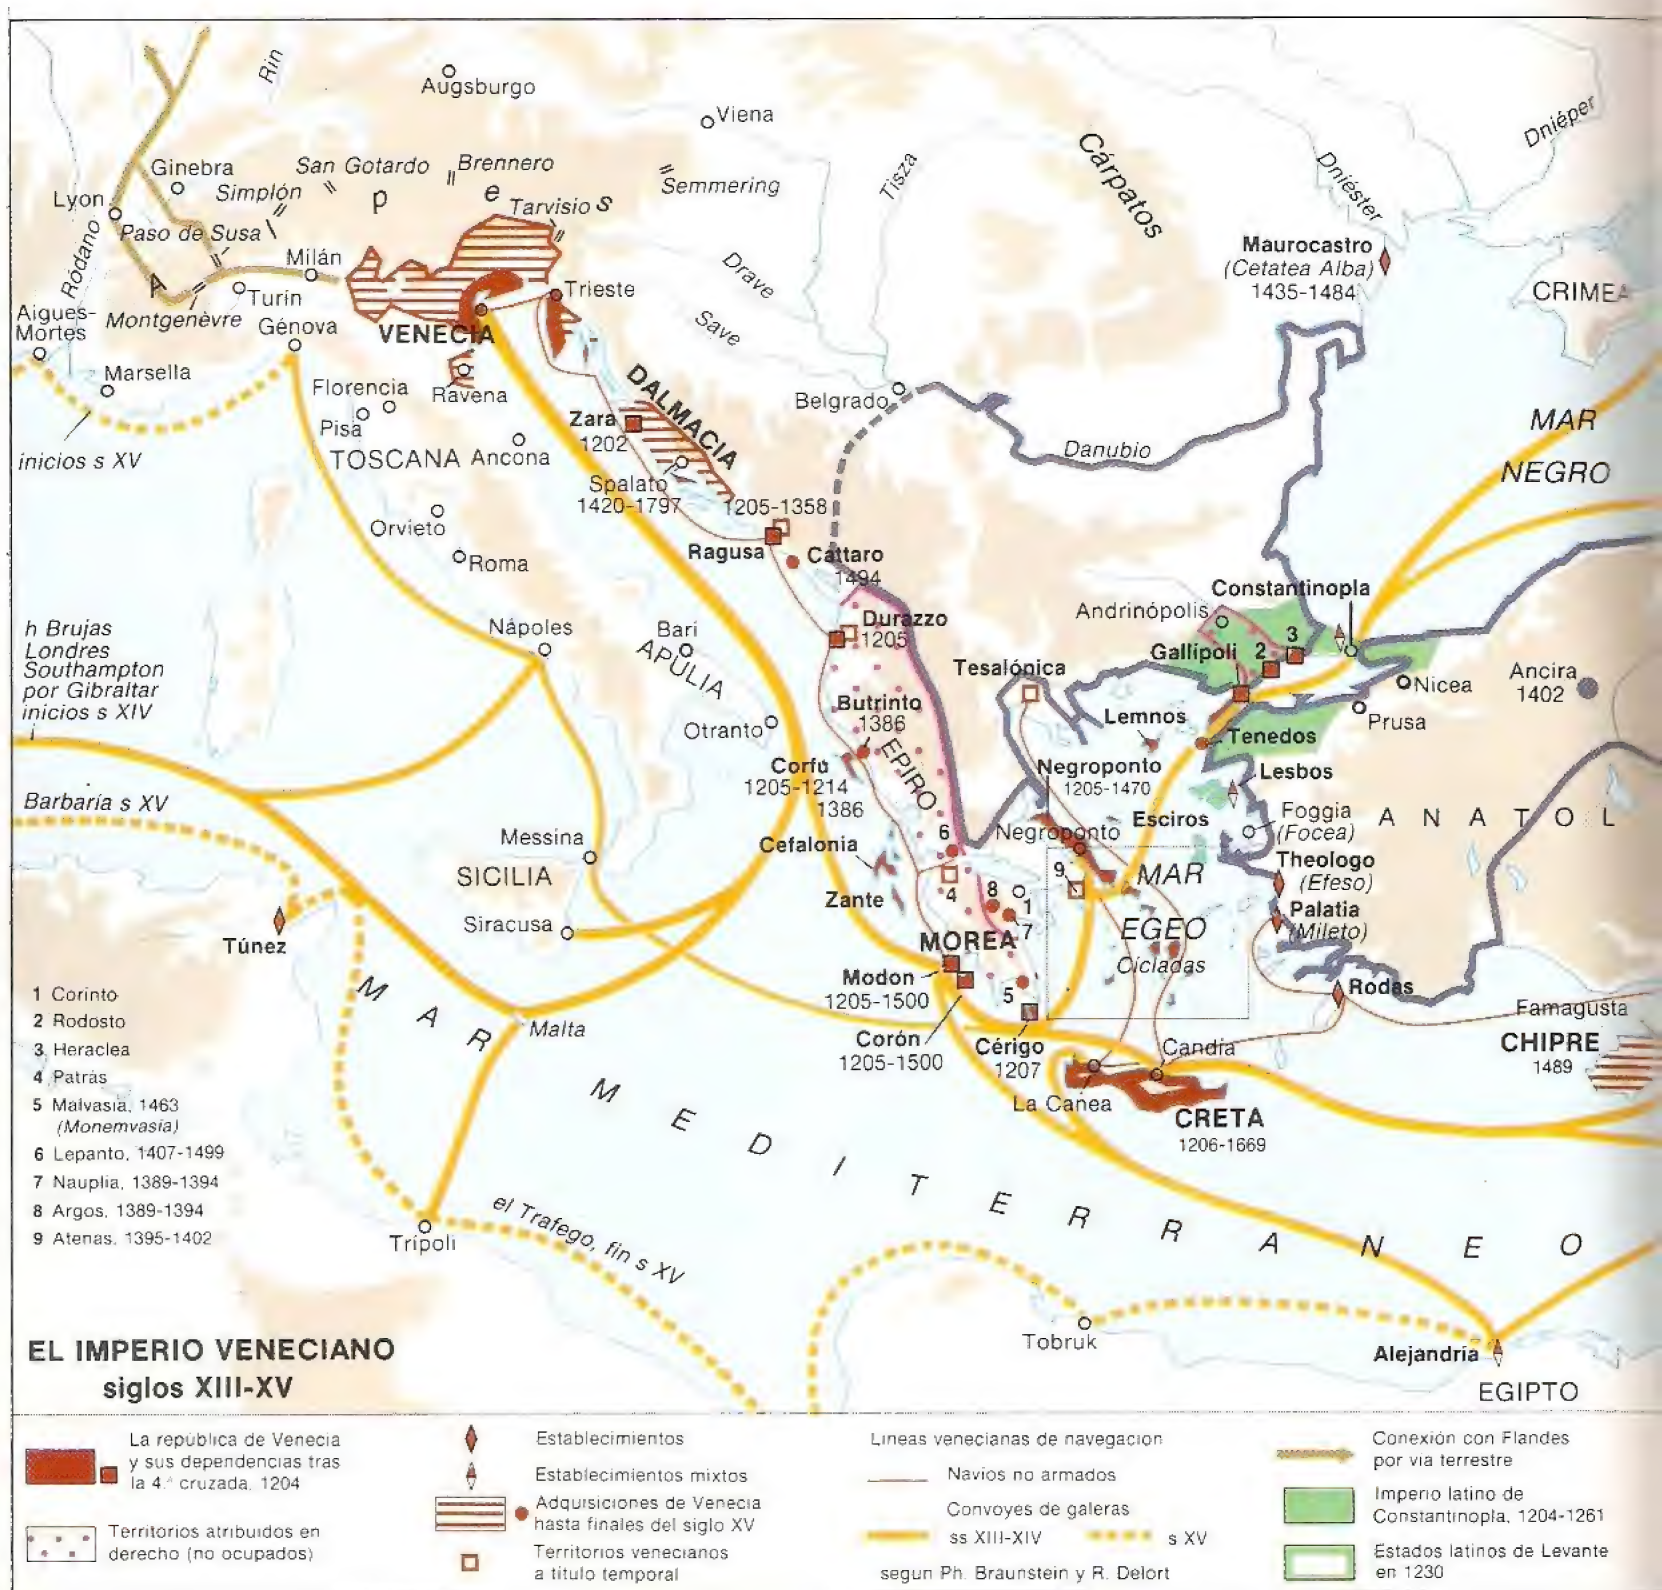 Rin
Augsburgo
Viena
Dniéper
Cárpatos
Tisza
Dniéster
Ginebra
San Gotardo
Brennero
Semmering
Simplón
Lyon
A
p
e
s
Tarvisio
Paso de Susa
Ródano
Milán
Turín
Montgenèvre
Génova
Aigues-
Mortes
Marsella
VENECIA
Trieste
Drave
Save
Maurocastro
(Cetatea Alba)
1435-1484
CRIMEA
Florencia
Pisa
Ravena
DALMACIA
Belgrado
MAR
NEGRO
Danubio
Zara
1202
TOSCANA
Ancona
inicios s XV
Spalato
1420-1797
1205-1358
Orvieto
Roma
Ragusa
Cattaro
1494
Constantinopla
Andrinópolis
h Brujas
Londres
Southampton
por Gibraltar
inicios s XIV
Nápoles
Bari
APULIA
Durazzo
1205
Gallípoli
2
3
Tesalónica
Nicea
Ancira
1402
Prusa
Butrinto
1386
Otranto
Lemnos
Tenedos
EPIRO
Corfú
1205-1214
1386
Negroponto
1205-1470
Lesbos
Barbaría s XV
Esciros
Foggia
(Focea)
A N A T O L
Messina
Negroponto
Cefalonia
6
SICILIA
4
8
1
7
9
MAR
EGEO
Cícladas
Theologo
(Efeso)
Zante
Palatia
(Mileto)
Siracusa
Túnez
MOREA
Modon
1205-1500
5
Rodas
Famagusta
CHIPRE
1489
Corón
1205-1500
Cérigo
1207
Candía
La Canea
CRETA
1206-1669
Malta
M A R
M E D I T E R R A N E O
1 Corinto
2 Rodosto
3 Heraclea
4 Patrás
5 Malvasía, 1463
(Monemvasía)
6 Lepanto, 1407-1499
7 Nauplia, 1389-1394
8 Argos, 1389-1394
9 Atenas, 1395-1402
Trípoli
el Trafego, fin s XV
Tobruk
Alejandría
EGIPTO
EL IMPERIO VENECIANO
siglos XIII-XV
La república de Venecia
y sus dependencias tras
la 4.ª cruzada, 1204
Territorios atribuidos en
derecho (no ocupados)
Establecimientos
Establecimientos mixtos
Adquisiciones de Venecia
hasta finales del siglo XV
Territorios venecianos
a título temporal
Líneas venecianas de navegación
Navíos no armados
Convoyes de galeras
ss XIII-XIV
s XV
según Ph. Braunstein y R. Delort
Conexión con Flandes
por vía terrestre
Imperio latino de
Constantinopla, 1204-1261
Estados latinos de Levante
en 1230